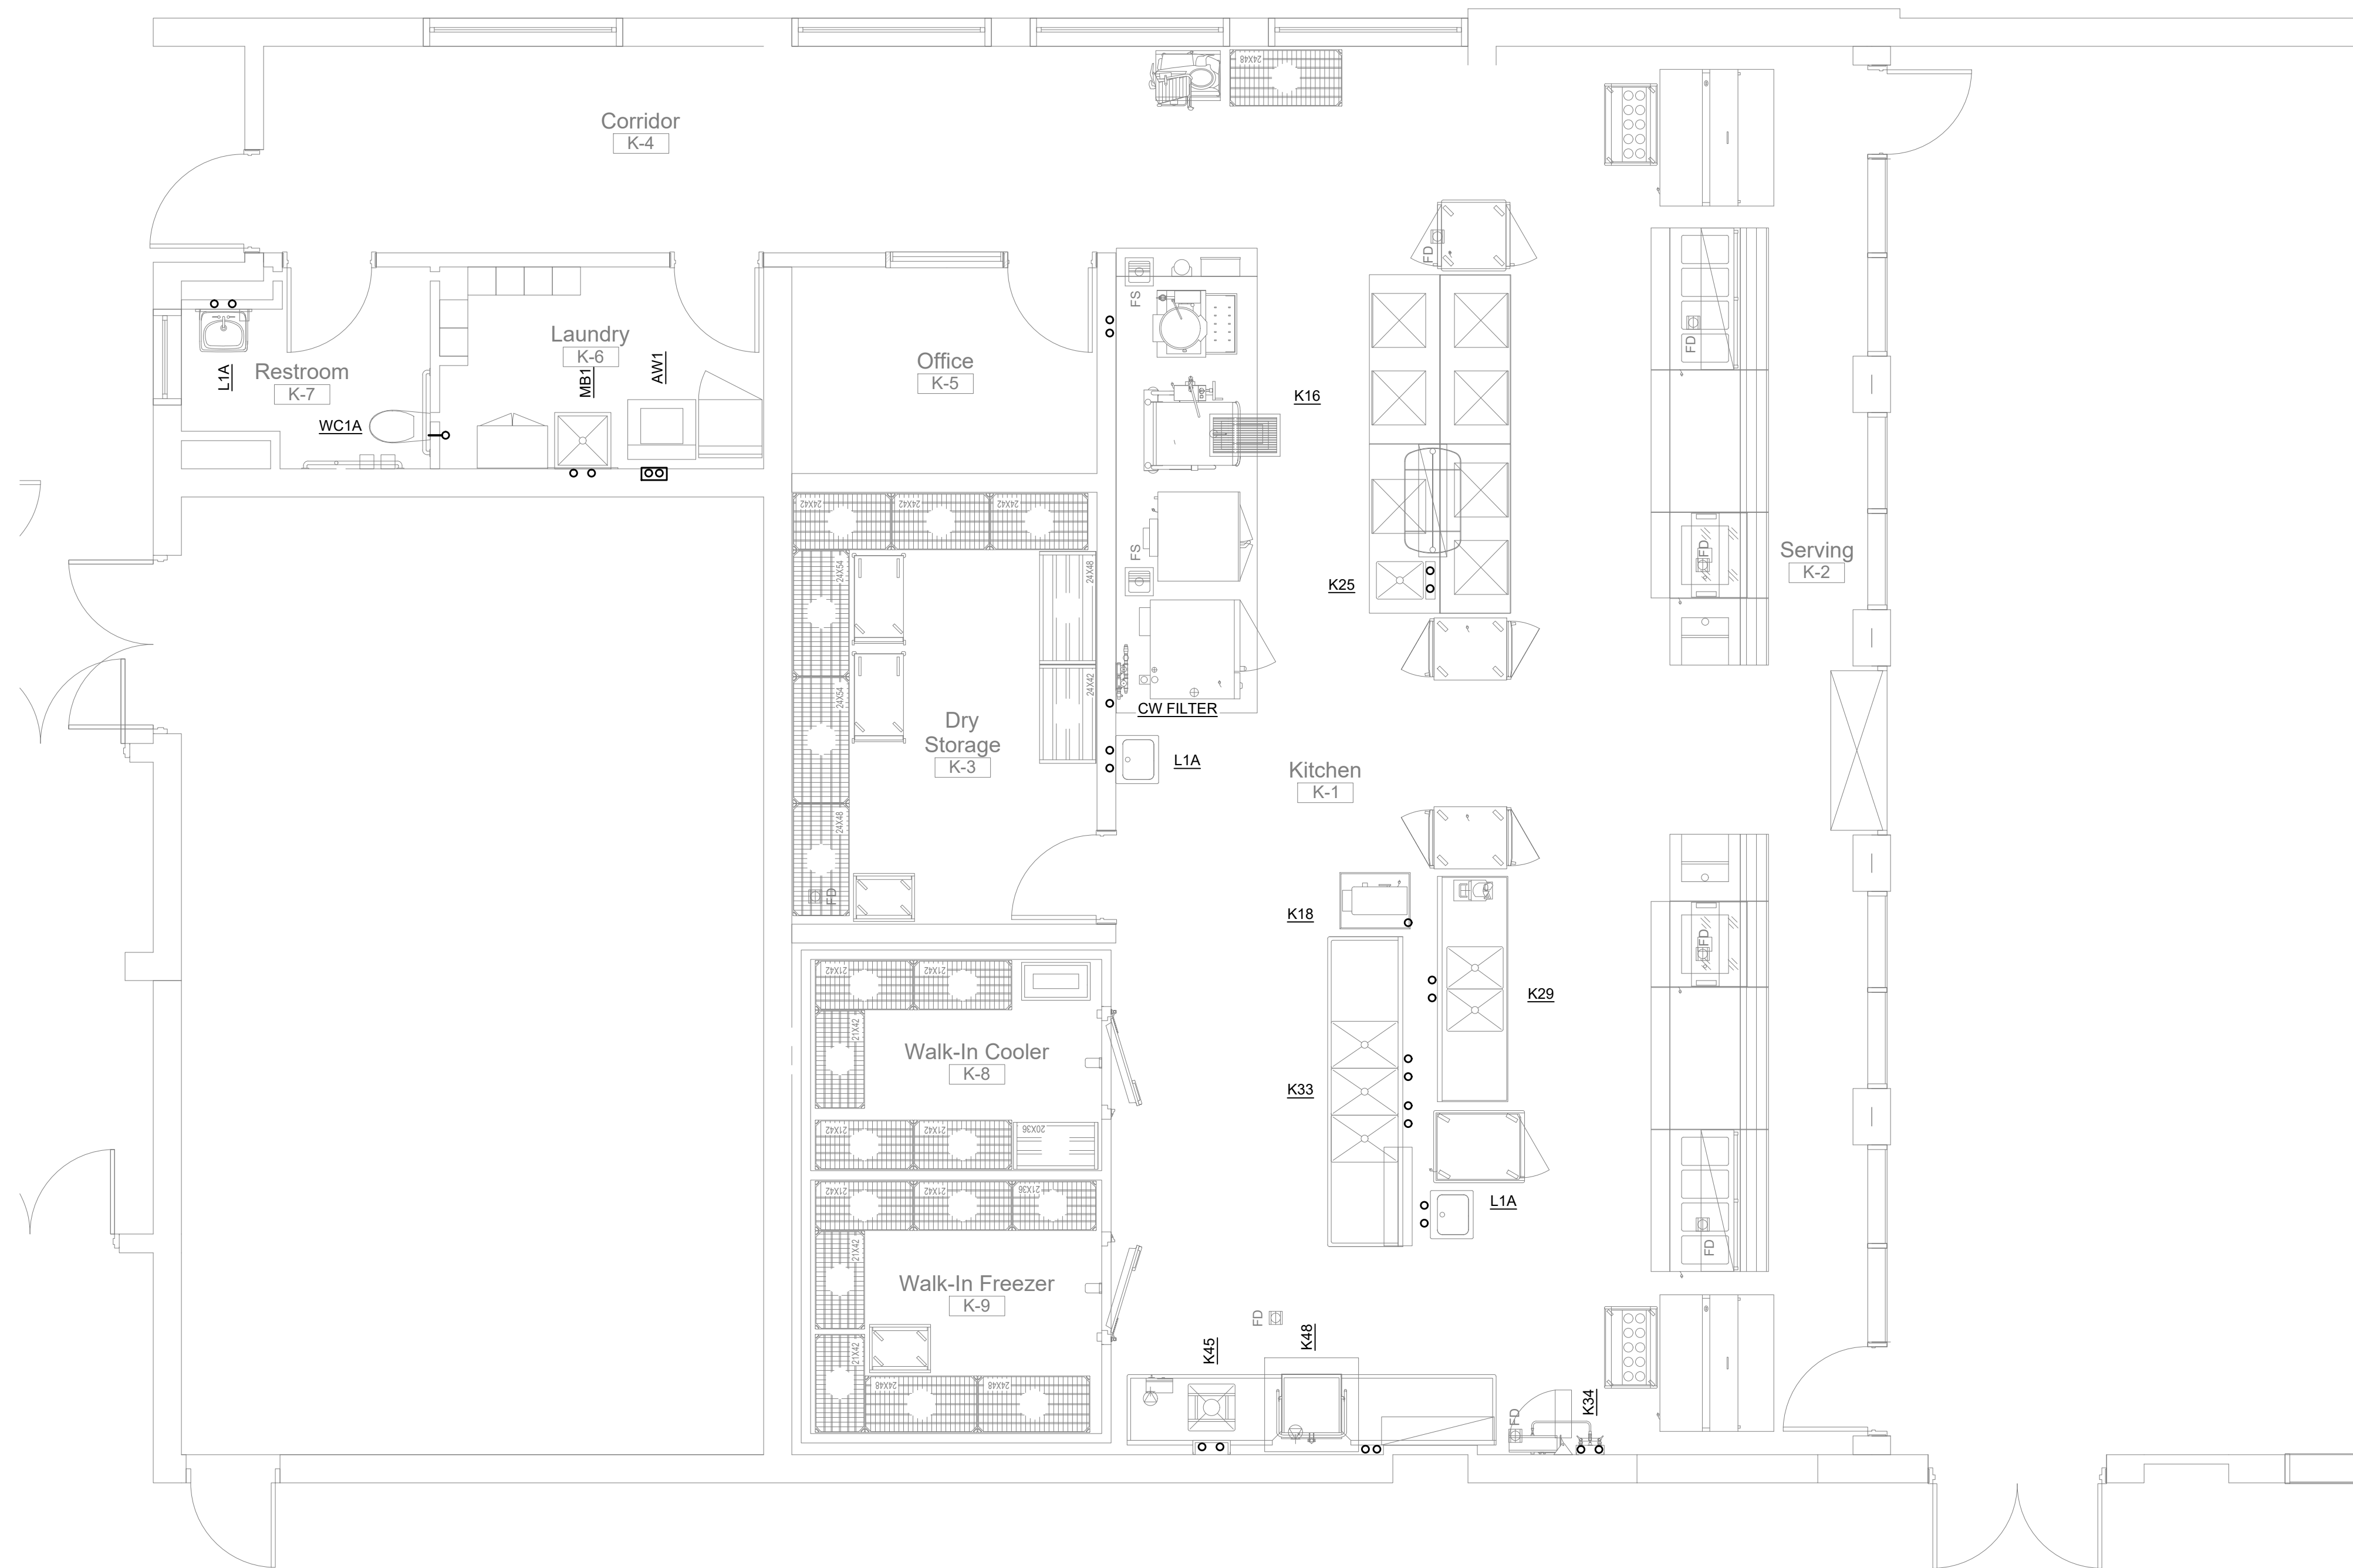 24X48
Corridor
K-4
FD
FS
Laundry
K-6
MB1
AW1
L1A
Restroom
K-7
WC1A
Office
K-5
K16
FD
24X42
24X42
24X42
FS
24X54
24X48
K25
FD
Serving
K-2
24X54
24X42
CW FILTER
Dry
Storage
K-3
L1A
Kitchen
K-1
24X48
FD
K18
FD
21X42
21X42
K29
21X42
Walk-In Cooler
K-8
K33
21X42
21X42
20X36
21X42
21X42
21X36
L1A
21X42
FD
Walk-In Freezer
K-9
FD
21X42
K45
K48
24X48
24X48
FD
K34